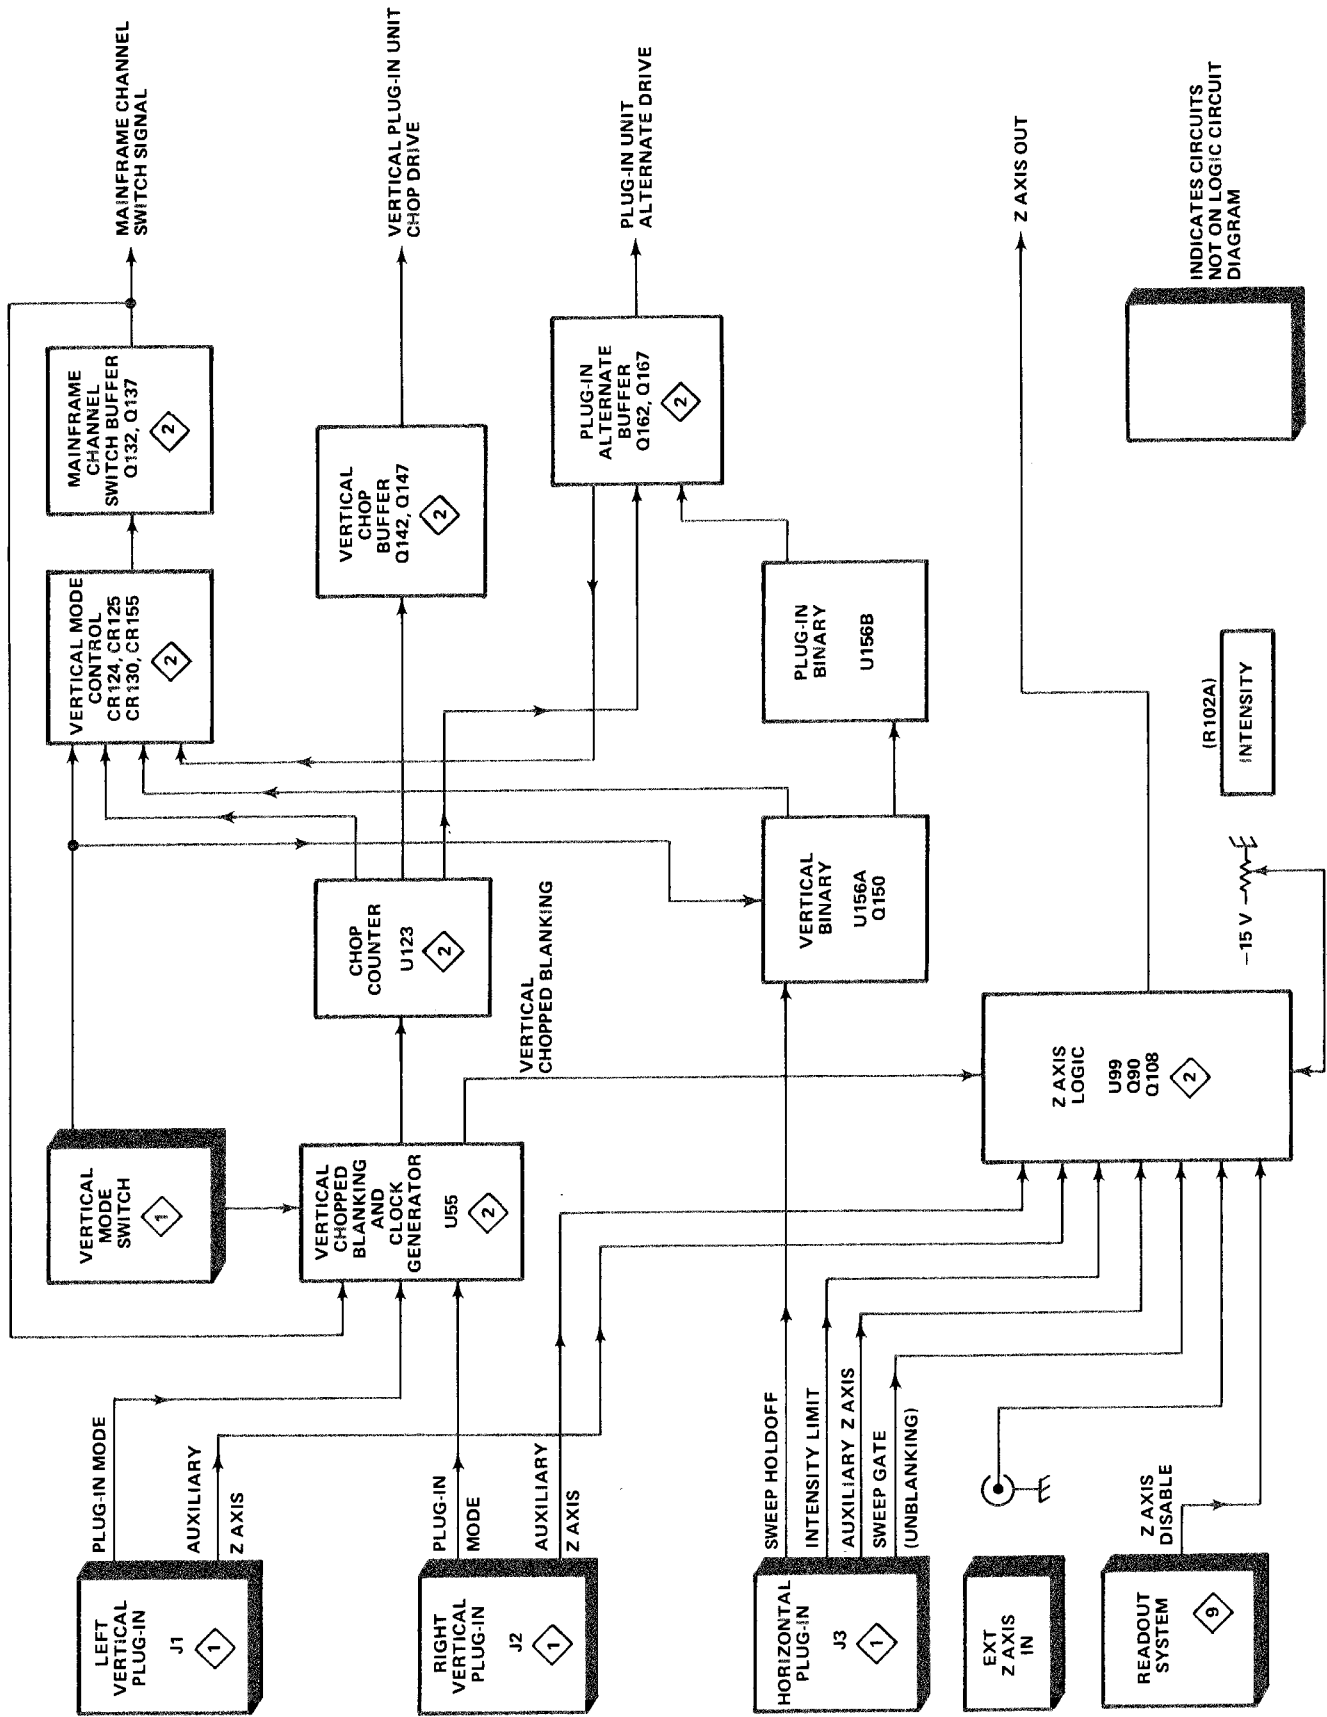 LEFT
VERTICAL
PLUG-IN
J1
1
PLUG-IN MODE
AUXILIARY
Z AXIS
RIGHT
VERTICAL
PLUG-IN
J2
1
PLUG-IN
MODE
AUXILIARY
Z AXIS
HORIZONTAL
PLUG-IN
J3
1
SWEEP HOLDOFF
INTENSITY LIMIT
AUXILIARY Z AXIS
SWEEP GATE
(UNBLANKING)
EXT
Z AXIS
IN
READOUT
SYSTEM
9
Z AXIS
DISABLE
VERTICAL
MODE
SWITCH
1
VERTICAL
CHOPPED
BLANKING
AND
CLOCK
GENERATOR
U55
2
VERTICAL
CHOPPED BLANKING
CHOP
COUNTER
U123
2
VERTICAL
BINARY
U156A
Q150
Z AXIS
LOGIC
U99
Q90
Q108
2
–15 V
(R102A)
INTENSITY
VERTICAL MODE
CONTROL
CR124, CR125
CR130, CR155
2
PLUG-IN
BINARY
U156B
MAINFRAME
CHANNEL
SWITCH BUFFER
Q132, Q137
2
VERTICAL
CHOP
BUFFER
Q142, Q147
2
PLUG-IN
ALTERNATE
BUFFER
Q162, Q167
2
MAINFRAME CHANNEL
SWITCH SIGNAL
VERTICAL PLUG-IN UNIT
CHOP DRIVE
PLUG-IN UNIT
ALTERNATE DRIVE
Z AXIS OUT
INDICATES CIRCUITS
NOT ON LOGIC CIRCUIT
DIAGRAM